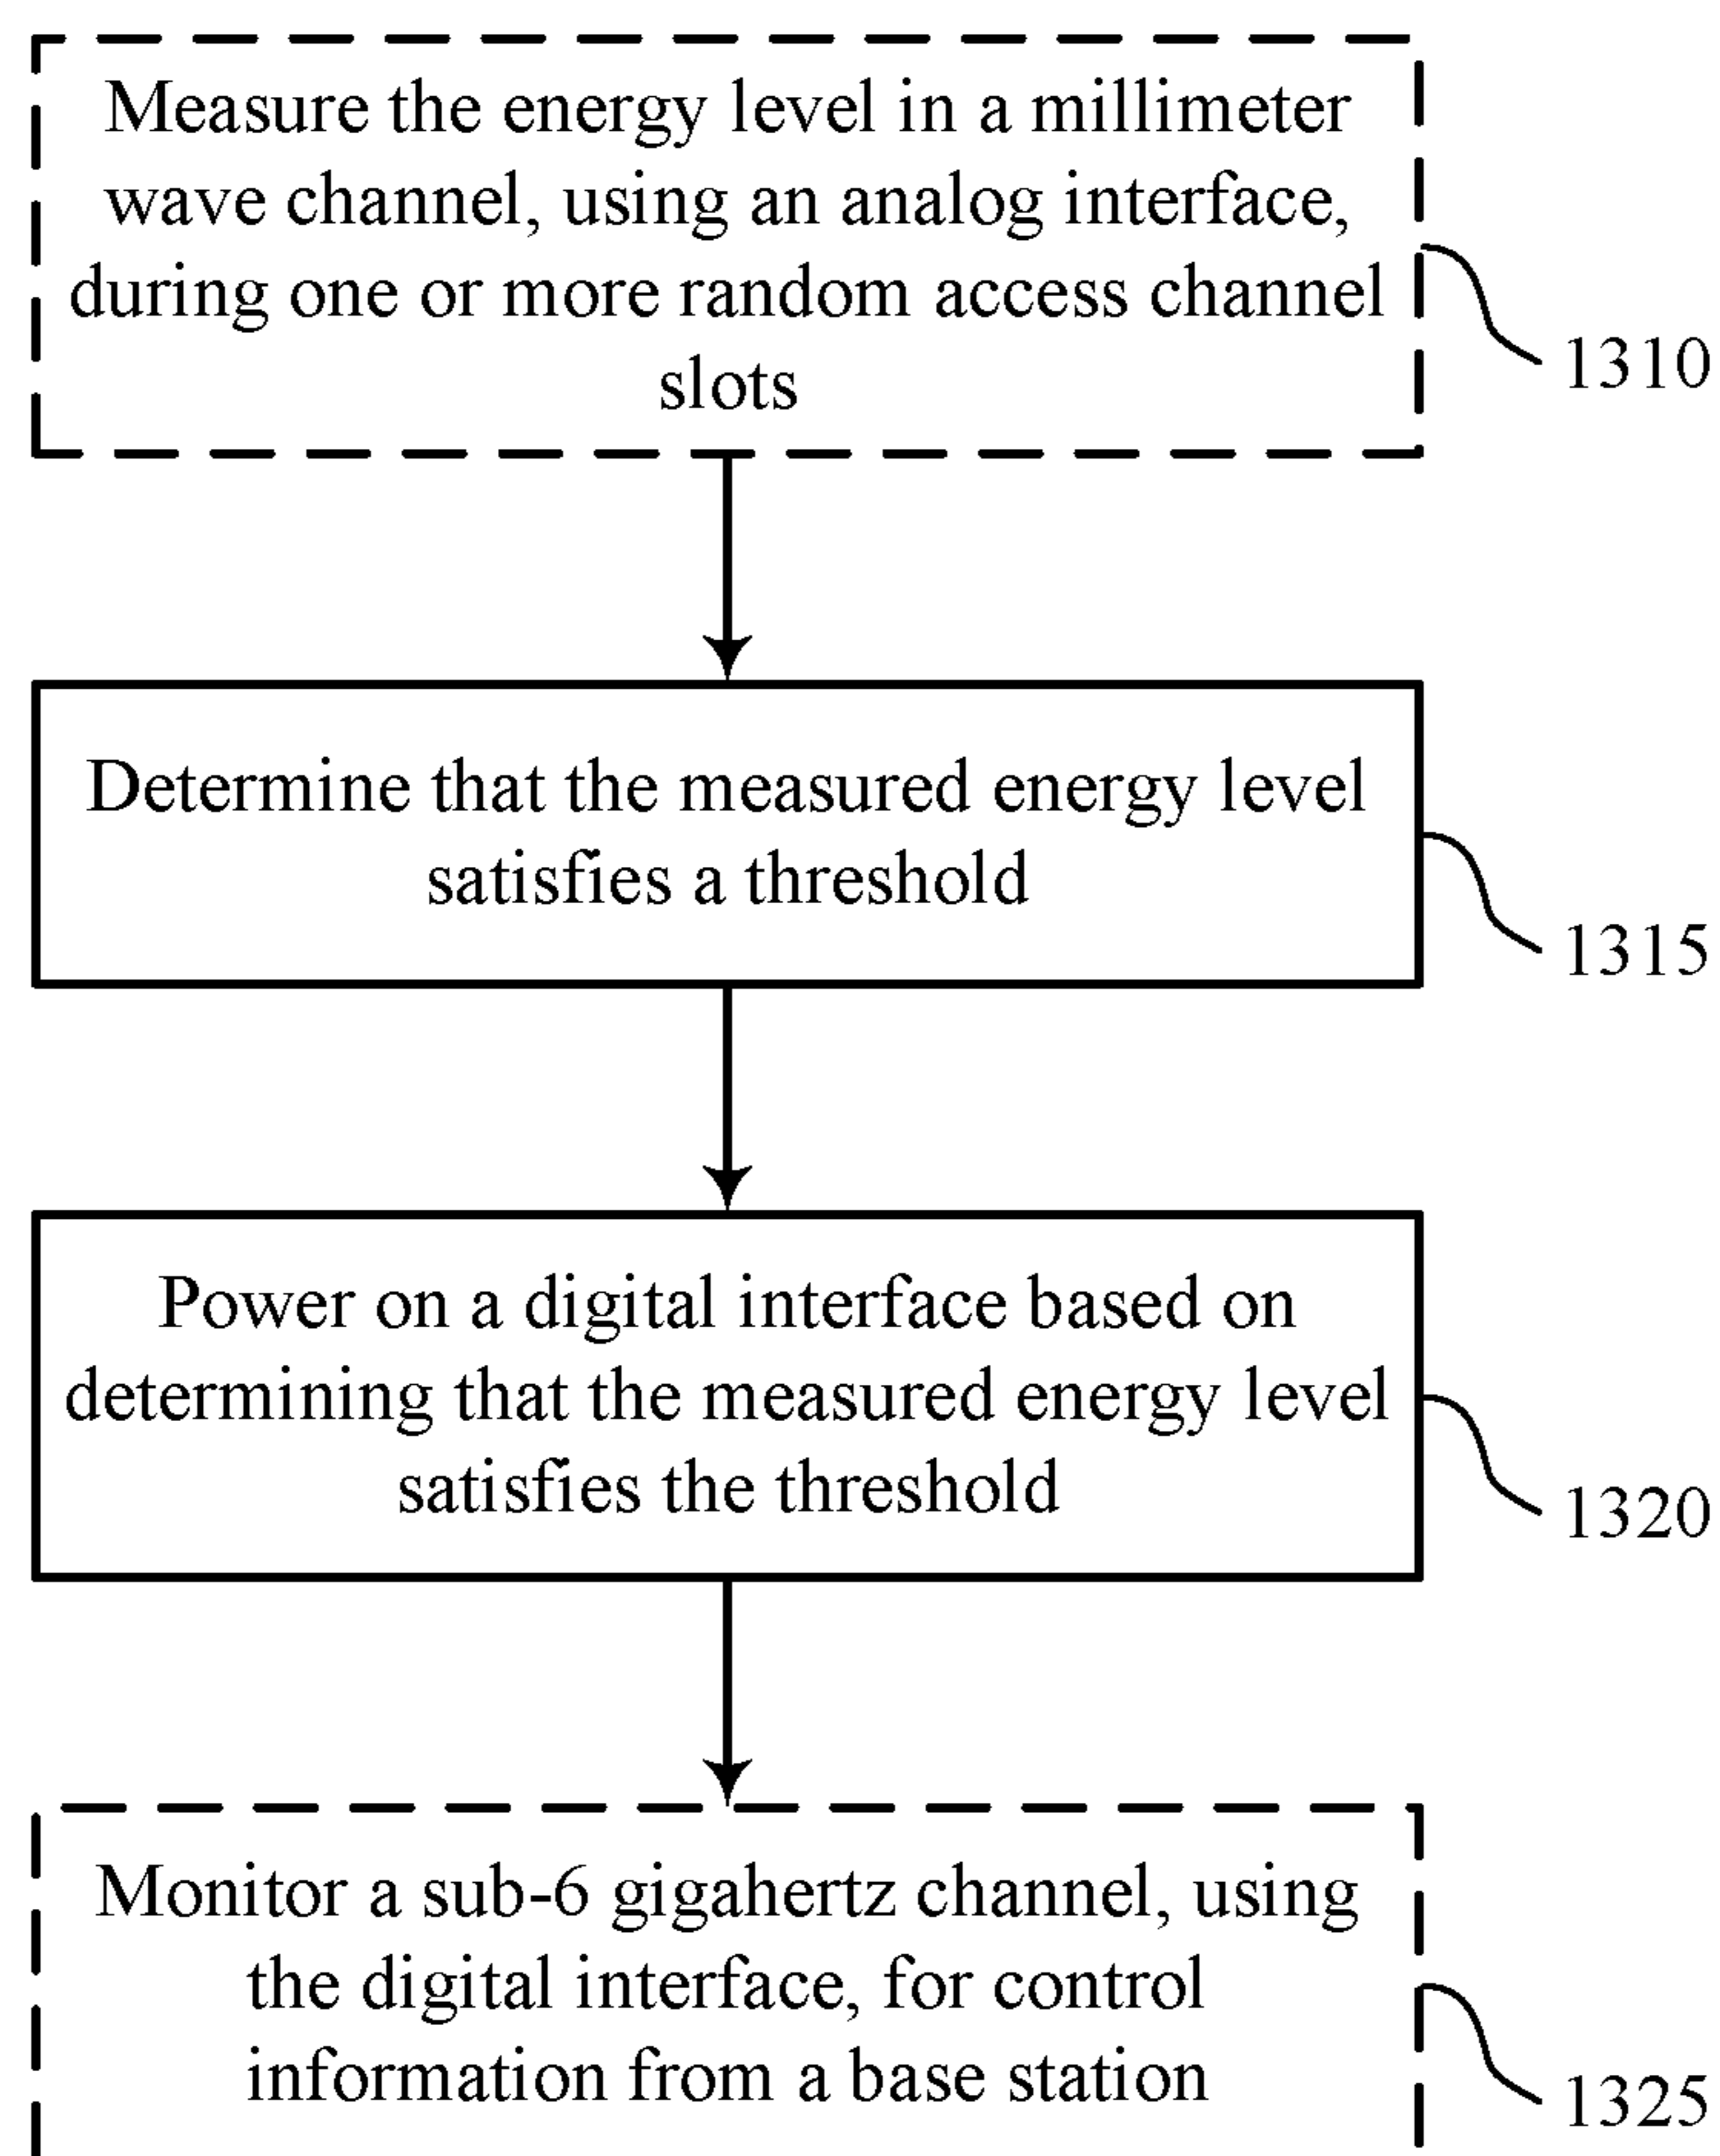 Measure the energy level in a millimeter
wave channel, using an analog interface,
during one or more random access channel
slots
1310
Determine that the measured energy level
satisfies a threshold
1315
Power on a digital interface based on
determining that the measured energy level
satisfies the threshold
1320
Monitor a sub-6 gigahertz channel, using
the digital interface, for control
information from a base station
1325